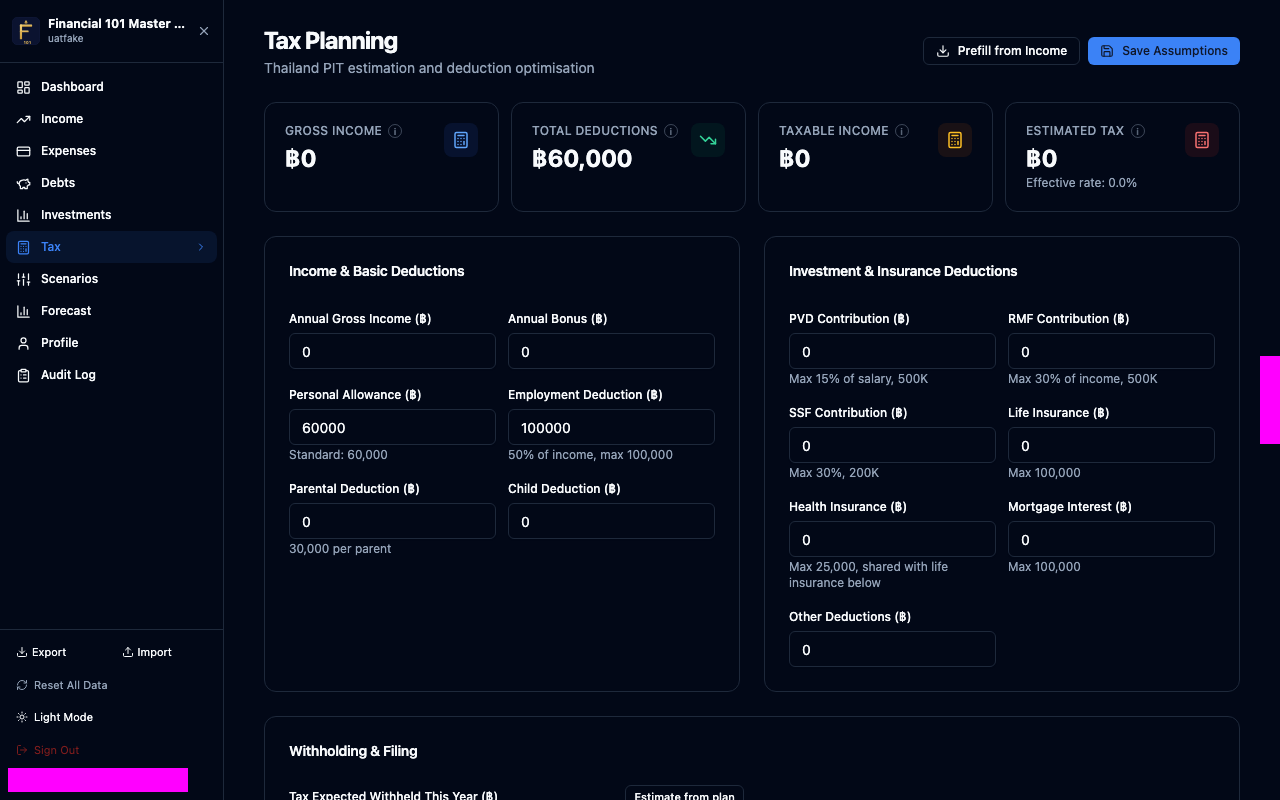 Financial 101 Master ...
uatfake
Dashboard
Income
Expenses
Debts
Investments
Tax
Scenarios
Forecast
Profile
Audit Log
Export
Import
Reset All Data
Light Mode
Sign Out
Tax Planning
Thailand PIT estimation and deduction optimisation
Prefill from Income
Save Assumptions
GROSS INCOME
฿0
TOTAL DEDUCTIONS
฿60,000
TAXABLE INCOME
฿0
ESTIMATED TAX
฿0
Effective rate: 0.0%
Income & Basic Deductions
Annual Gross Income (฿)
Annual Bonus (฿)
0
0
Personal Allowance (฿)
Employment Deduction (฿)
60000
100000
Standard: 60,000
50% of income, max 100,000
Parental Deduction (฿)
Child Deduction (฿)
0
0
30,000 per parent
Investment & Insurance Deductions
PVD Contribution (฿)
RMF Contribution (฿)
0
0
Max 15% of salary, 500K
Max 30% of income, 500K
SSF Contribution (฿)
Life Insurance (฿)
0
0
Max 30%, 200K
Max 100,000
Health Insurance (฿)
Mortgage Interest (฿)
0
0
Max 25,000, shared with life
insurance below
Max 100,000
Other Deductions (฿)
0
Withholding & Filing
Tax Expected Withheld This Year (฿)
Estimate from plan